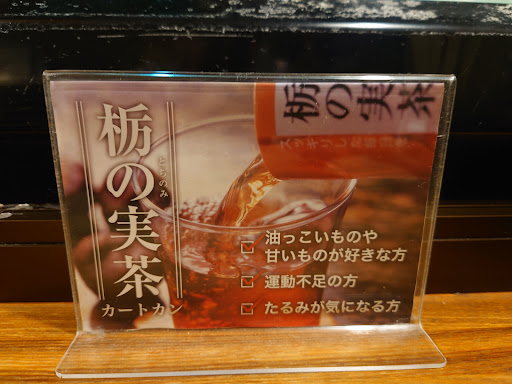 栃の実茶
とちのみ
カートカン
栃の実茶
油っこいものや
甘いものが好きな方
運動不足の方
たるみが気になる方